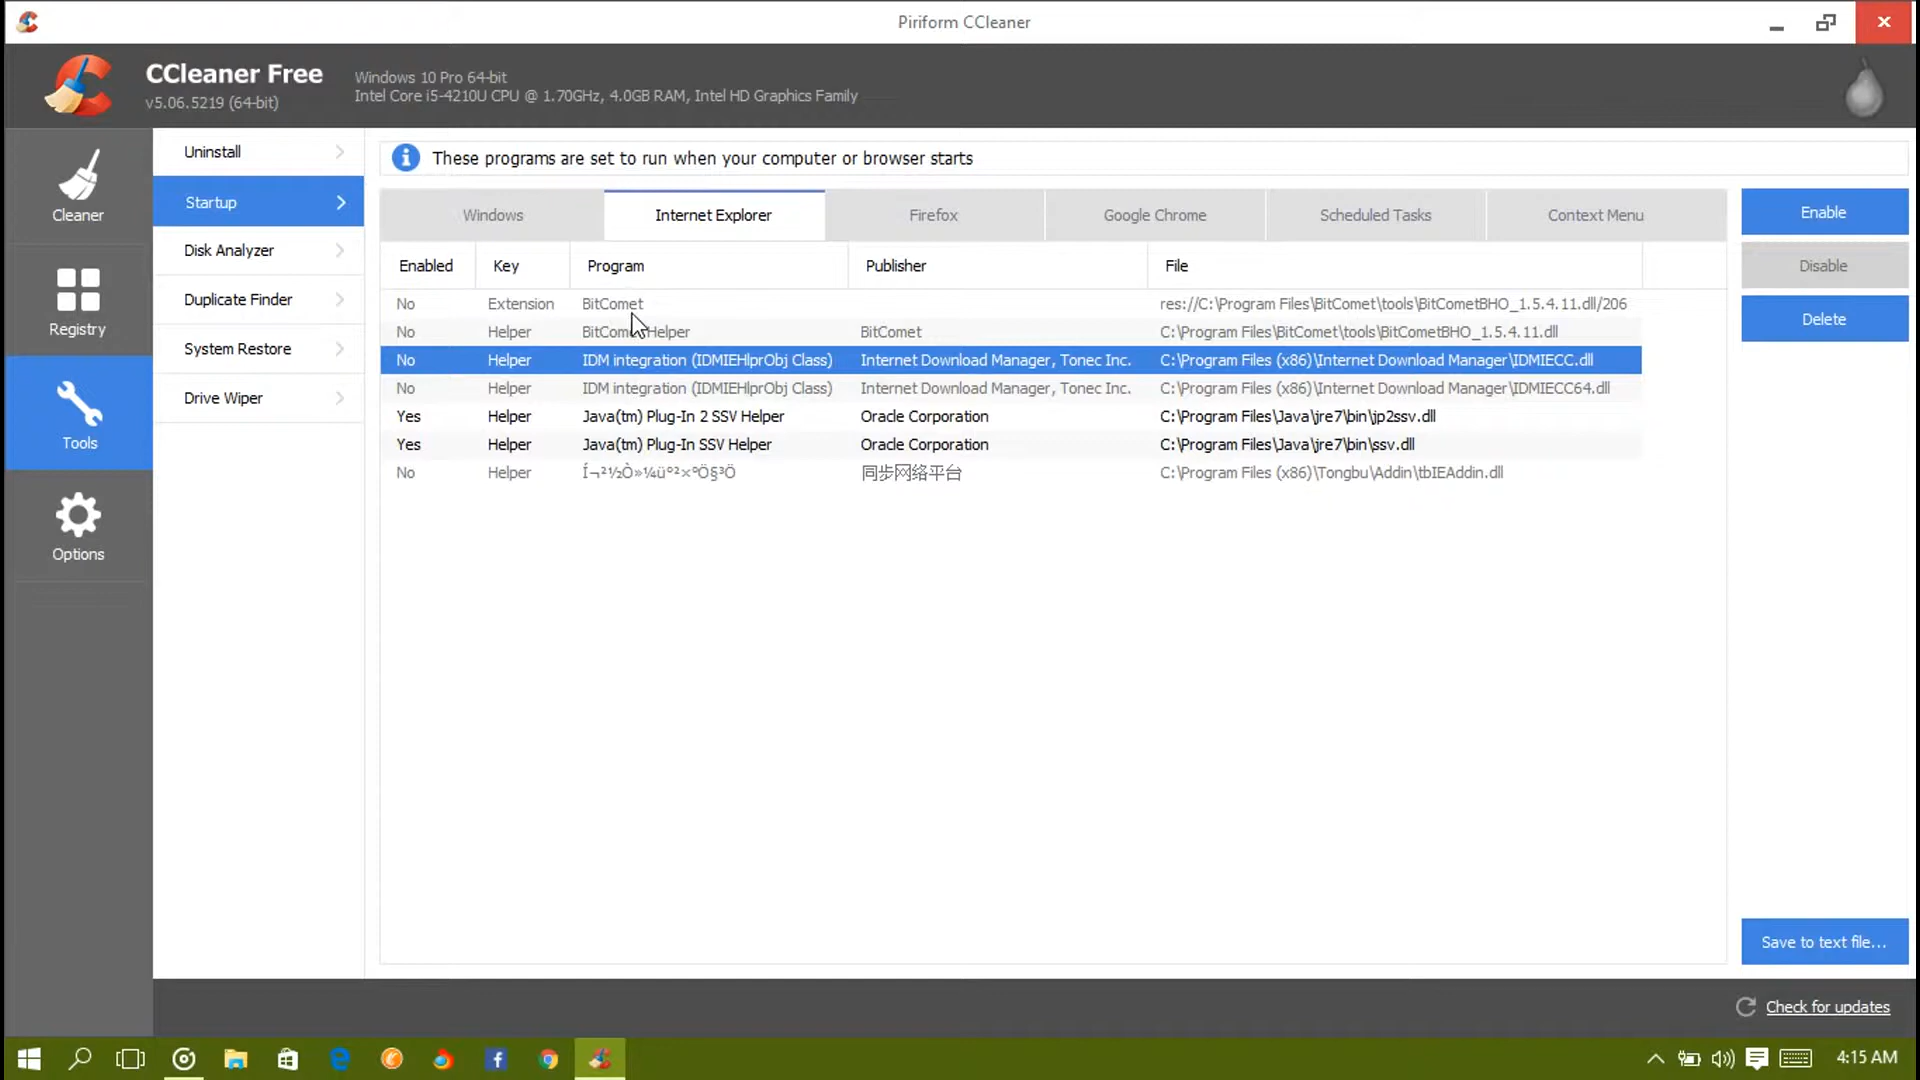 Piriform CCleaner
CCleaner Free
v5.06.5219 (64-bit)
Windows 10 Pro 64-bit
Intel Core i5-4210U CPU @ 1.70GHz, 4.0GB RAM, Intel HD Graphics Family
Cleaner
Registry
Tools
Options
Uninstall
Startup
Disk Analyzer
Duplicate Finder
System Restore
Drive Wiper
These programs are set to run when your computer or browser starts
Windows Internet Explorer Firefox Google Chrome Scheduled Tasks Context Menu
Enabled Key Program Publisher File
No Extension BitComet res://C:\Program Files\BitComet\tools\BitCometBHO_1.5.4.11.dll/206
No Helper BitComet Helper BitComet C:\Program Files\BitComet\tools\BitCometBHO_1.5.4.11.dll
No Helper IDM integration (IDMIEHlprObj Class) Internet Download Manager, Tonec Inc. C:\Program Files (x86)\Internet Download Manager\IDMIECC.dll
No Helper IDM integration (IDMIEHlprObj Class) Internet Download Manager, Tonec Inc. C:\Program Files (x86)\Internet Download Manager\IDMIECC64.dll
Yes Helper Java(tm) Plug-In 2 SSV Helper Oracle Corporation C:\Program Files\Java\jre7\bin\jp2ssv.dll
Yes Helper Java(tm) Plug-In SSV Helper Oracle Corporation C:\Program Files\Java\jre7\bin\ssv.dll
No Helper Í¬²½Ò»¼üº²×°Ö§³Ö 同步网络平台 C:\Program Files (x86)\Tongbu\Addin\tbIEAddin.dll
Enable
Disable
Delete
Save to text file...
Check for updates
4:15 AM